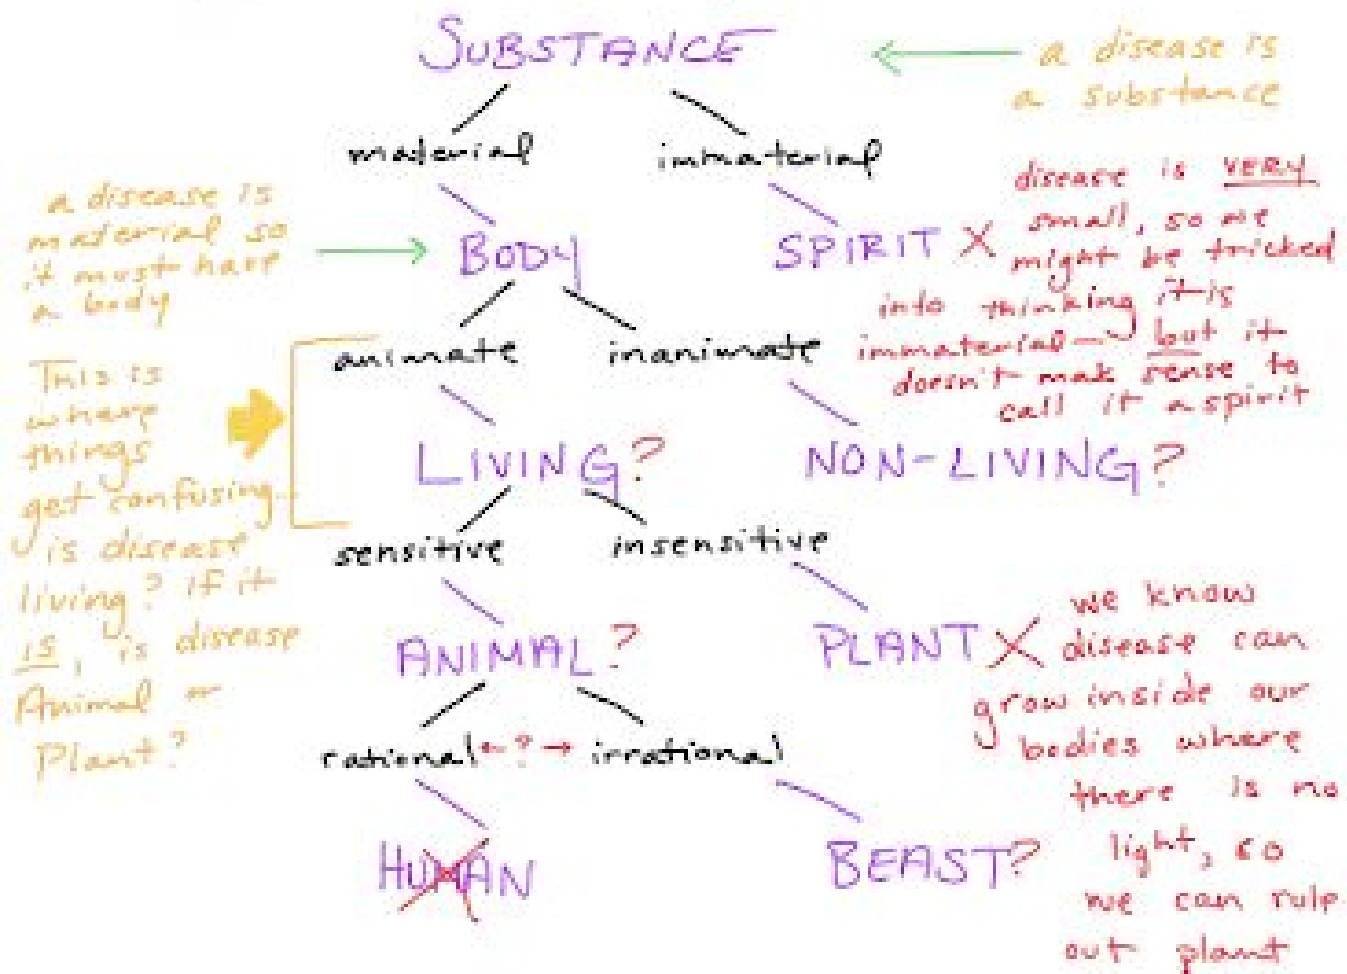 SUBSTANCE
a disease is
a substance
material
immaterial
disease is VERY
small, so we
might be tricked
into thinking it is
immaterial — but it
doesn't make sense to
call it a spirit
a disease is
material so
it must have
a body
BODY
SPIRIT X
animate
inanimate
This is
where
things
get confusing...
is disease
living? if it
is, is disease
Animal or
Plant?
LIVING?
NON-LIVING?
sensitive
insensitive
ANIMAL?
PLANT X
we know
disease can
grow inside our
bodies where
there is no
light, so
we can rule
out plant
rational ←?→ irrational
HUMAN
BEAST?